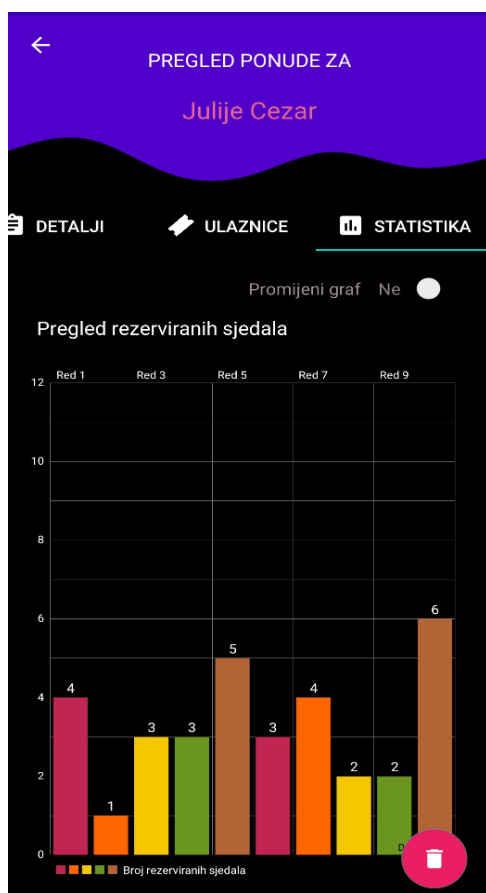 PREGLED PONUDE ZA
Julije Cezar
DETALJI ULAZNICE STATISTIKA
Promijeni graf Ne
Pregled rezerviranih sjedala
Red 1 Red 3 Red 5 Red 7 Red 9
12
10
8
6
4
2
0
4 1 3 3 5 3 4 2 2 6
Broj rezerviranih sjedala